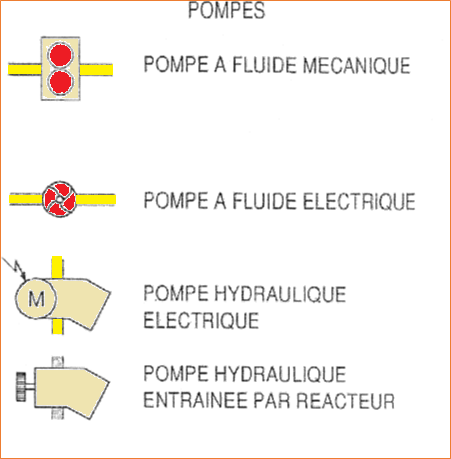 POMPES
POMPE A FLUIDE MECANIQUE
POMPE A FLUIDE ELECTRIQUE
M
POMPE HYDRAULIQUE
ELECTRIQUE
POMPE HYDRAULIQUE
ENTRAINEE PAR REACTEUR